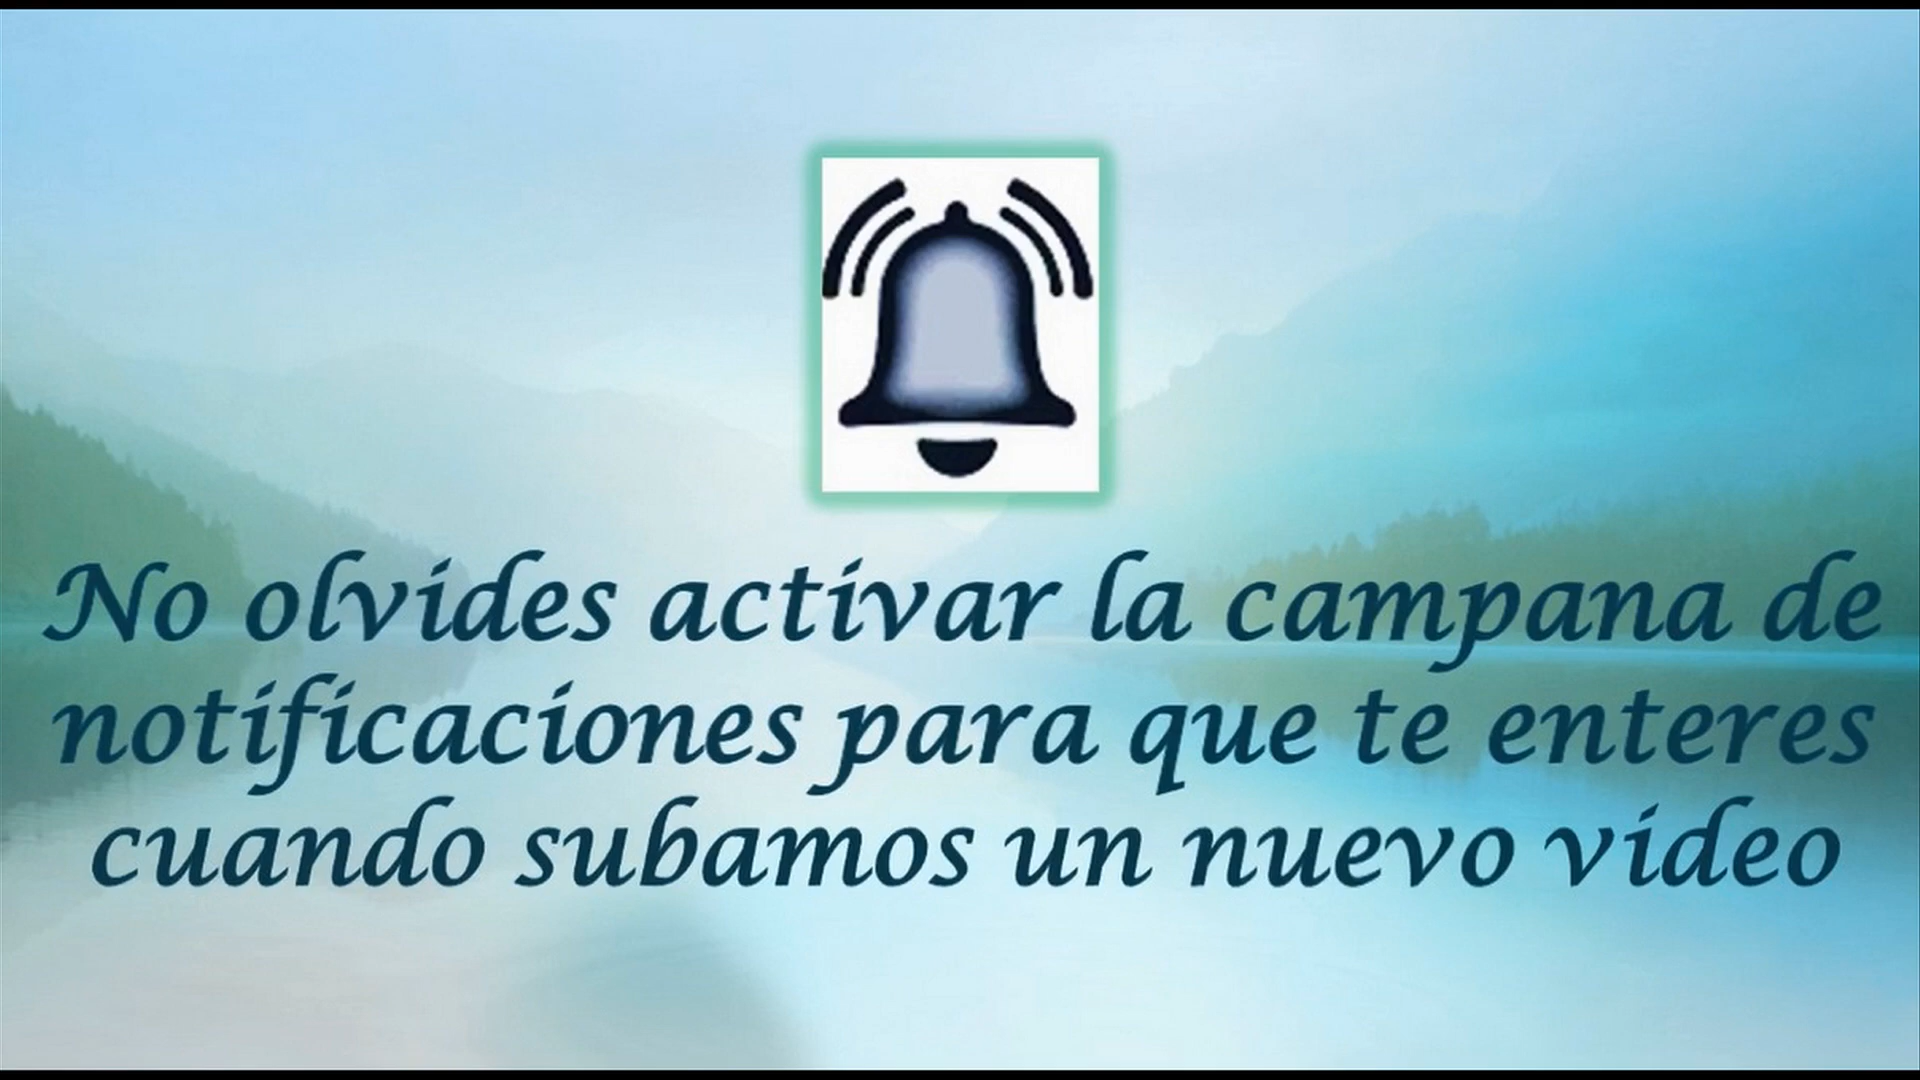 No olvides activar la campana de
notificaciones para que te enteres
cuando subamos un nuevo video